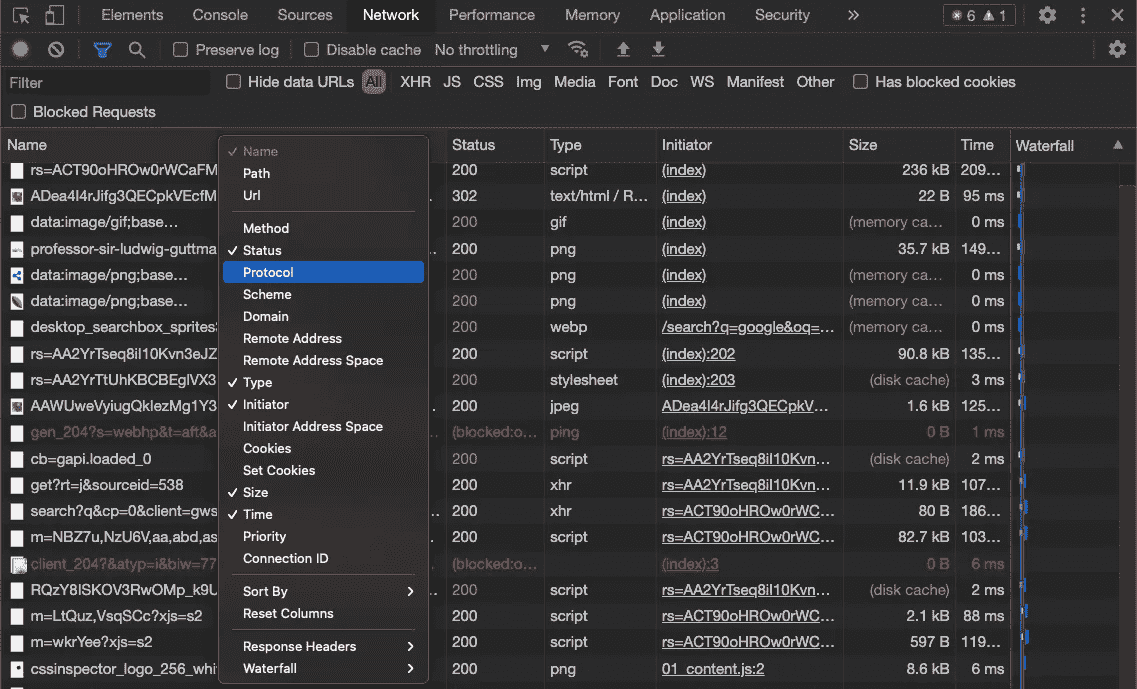 Elements Console Sources Network Performance Memory Application Security » 6 1
Preserve log Disable cache No throttling
Filter Hide data URLs All XHR JS CSS Img Media Font Doc WS Manifest Other Has blocked cookies
Blocked Requests
Name Status Type Initiator Size Time Waterfall
rs=ACT90oHROw0rWCaFM 200 script (index) 236 kB 209…
ADea4I4rJifg3QECpkVEcfM 302 text/html / R… (index) 22 B 95 ms
data:image/gif;base… 200 gif (index) (memory ca… 0 ms
professor-sir-ludwig-guttma 200 png (index) 35.7 kB 149…
data:image/png;base… 200 png (index) (memory ca… 0 ms
data:image/png;base… 200 png (index) (memory ca… 0 ms
desktop_searchbox_sprites 200 webp /search?q=google&oq=… (memory ca… 0 ms
rs=AA2YrTseq8iI10Kvn3eJZ 200 script (index):202 90.8 kB 135…
rs=AA2YrTtUhKBCBEglVX3 200 stylesheet (index):203 (disk cache) 3 ms
AAWUweVyiugQkIezMg1Y3 200 jpeg ADea4I4rJifg3QECpkV… 1.6 kB 125…
gen_204?s=webhp&t=aft&a (blocked:o… ping (index):12 0 B 1 ms
cb=gapi.loaded_0 200 script rs=AA2YrTseq8iI10Kvn… (disk cache) 2 ms
get?rt=j&sourceid=538 200 xhr rs=AA2YrTseq8iI10Kvn… 11.9 kB 107…
search?q&cp=0&client=gws 200 xhr rs=ACT90oHROw0rWC… 80 B 186…
m=NBZ7u,NzU6V,aa,abd,as 200 script rs=ACT90oHROw0rWC… 82.7 kB 103…
client_204?&atyp=i&biw=77 (blocked:o… (index):3 0 B 6 ms
RQzY8ISKOV3RwOMp_k9U 200 script rs=AA2YrTseq8iI10Kvn… (disk cache) 2 ms
m=LtQuz,VsqSCc?xjs=s2 200 script rs=ACT90oHROw0rWC… 2.1 kB 88 ms
m=wkrYee?xjs=s2 200 script rs=ACT90oHROw0rWC… 597 B 119…
cssinspector_logo_256_whi 200 png 01_content.js:2 8.6 kB 6 ms
Name
Path
Url
Method
Status
Protocol
Scheme
Domain
Remote Address
Remote Address Space
Type
Initiator
Initiator Address Space
Cookies
Set Cookies
Size
Time
Priority
Connection ID
Sort By
Reset Columns
Response Headers
Waterfall